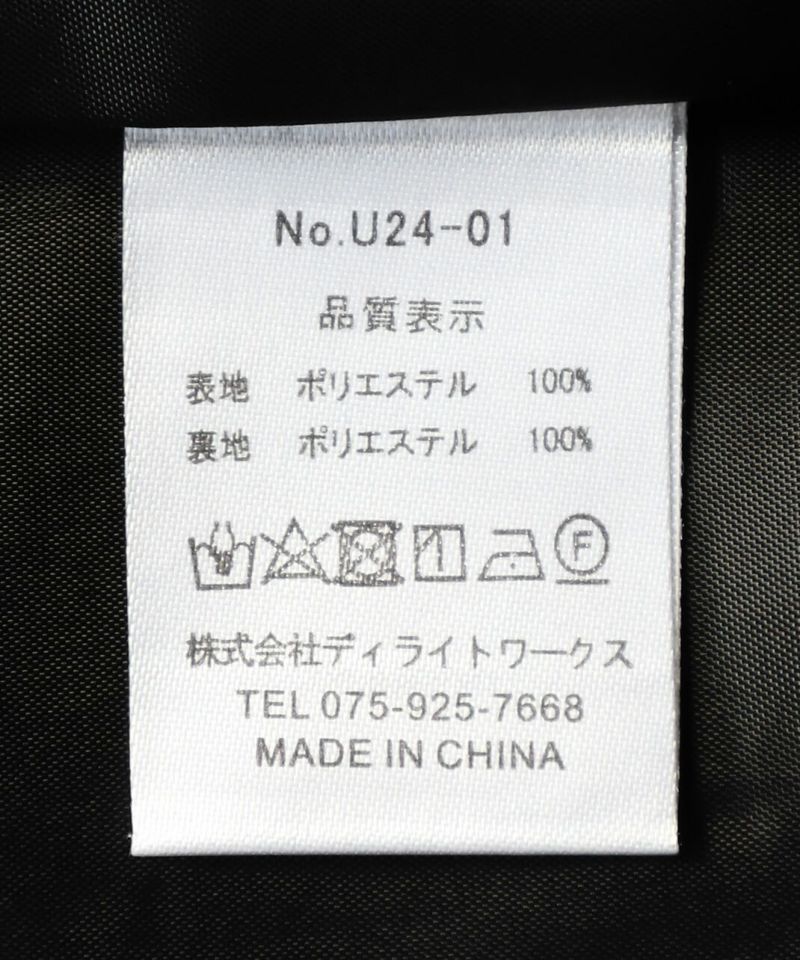 No.U24-01
品質表示
表地 ポリエステル 100%
裏地 ポリエステル 100%
F
株式会社ディライトワークス
TEL 075-925-7668
MADE IN CHINA